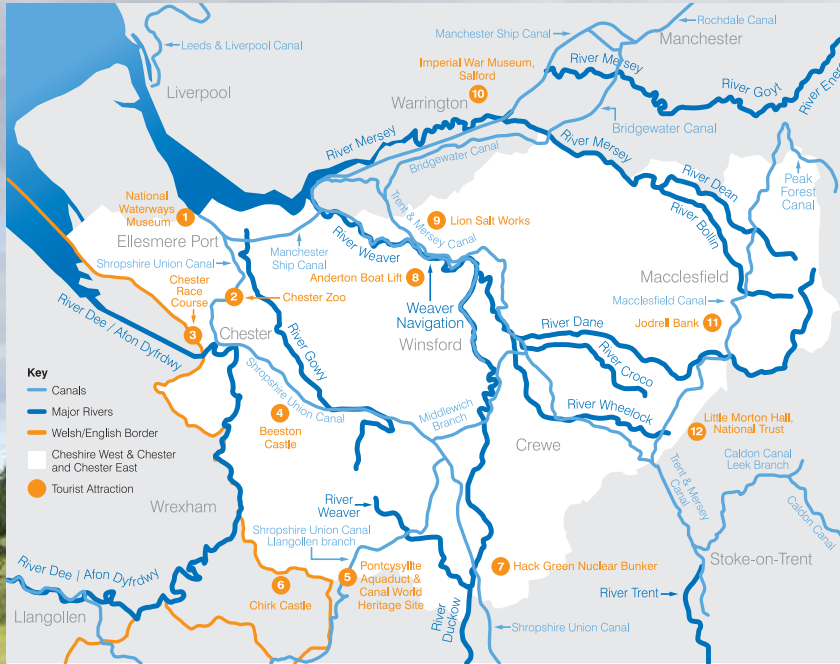 Leeds & Liverpool Canal
Liverpool
Manchester Ship Canal
Rochdale Canal
Manchester
Imperial War Museum,
Salford
10
Warrington
River Mersey
River Goyt
Bridgewater Canal
River Mersey
Bridgewater Canal
River Mersey
River Dean
River Bollin
Peak
Forest
Canal
National
Waterways
Museum
1
Ellesmere Port
Shropshire Union Canal
Manchester
Ship Canal
Trent & Mersey Canal
9
Lion Salt Works
River Weaver
Anderton Boat Lift
8
Weaver
Navigation
Winsford
Macclesfield
Macclesfield Canal
Jodrell Bank
11
Chester
Race
Course
3
2
Chester Zoo
Chester
River Dee / Afon Dyfrdwy
River Gowy
River Dane
River Croco
River Wheelock
Shropshire Union Canal
4
Beeston
Castle
Middlewich
Branch
Crewe
12
Little Morton Hall,
National Trust
Caldon Canal
Leek Branch
Caldon Canal
Trent & Mersey
Canal
Stoke-on-Trent
River Trent
Key
Canals
Major Rivers
Welsh/English Border
Cheshire West & Chester
and Chester East
Tourist Attraction
Wrexham
River
Weaver
Shropshire Union Canal
Llangollen branch
5
Pontcysyllte
Aquaduct &
Canal World
Heritage Site
6
Chirk Castle
7
Hack Green Nuclear Bunker
River
Duckow
Shropshire Union Canal
River Dee / Afon Dyfrdwy
Llangollen